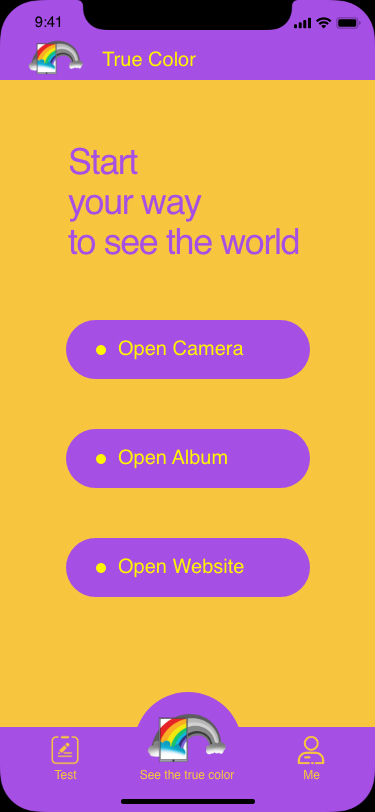 9:41
True Color
Start
your way
to see the world
Open Camera
Open Album
Open Website
Test
See the true color
Me